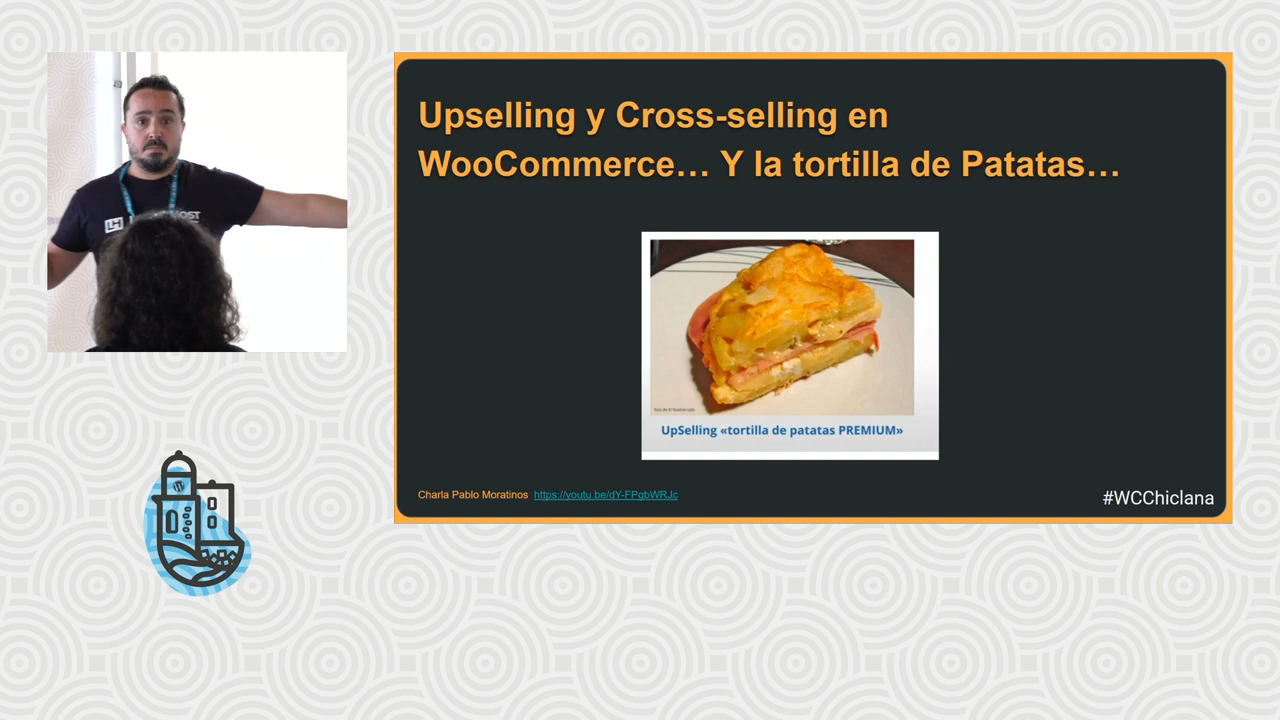 Upselling y Cross-selling en
WooCommerce… Y la tortilla de Patatas…
UpSelling «tortilla de patatas PREMIUM»
Charla Pablo Moratinos https://youtu.be/dY-FPgbWRJc
#WCChiclana